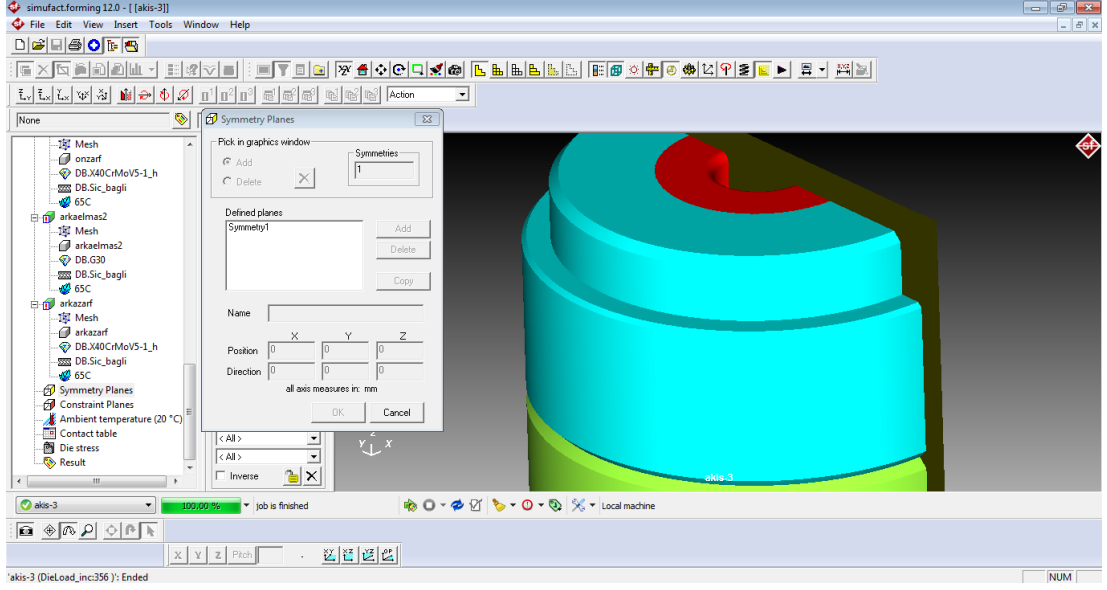 simufact.forming 12.0 - [ [akis-3]]
File Edit View Insert Tools Window Help
Action
None
Symmetry Planes
Pick in graphics window
Add
Delete
Symmetries
1
Defined planes
Symmetry1
Add
Delete
Copy
Name
X Y Z
Position 0 0 0
Direction 0 0 0
all axis measures in: mm
OK Cancel
Mesh
onzarf
DB.X40CrMoV5-1_h
DB.Sic_bagli
65C
arkaelmas2
Mesh
arkaelmas2
DB.G30
DB.Sic_bagli
65C
arkazarf
Mesh
arkazarf
DB.X40CrMoV5-1_h
DB.Sic_bagli
65C
Symmetry Planes
Constraint Planes
Ambient temperature (20 °C)
Contact table
Die stress
Result
< All >
< All >
Inverse
Z
Y X
akis-3
sf
akis-3 100.00 % job is finished Local machine
X Y Z Pitch
XY XZ YZ
'akis-3 (DieLoad_inc:356 )': Ended NUM